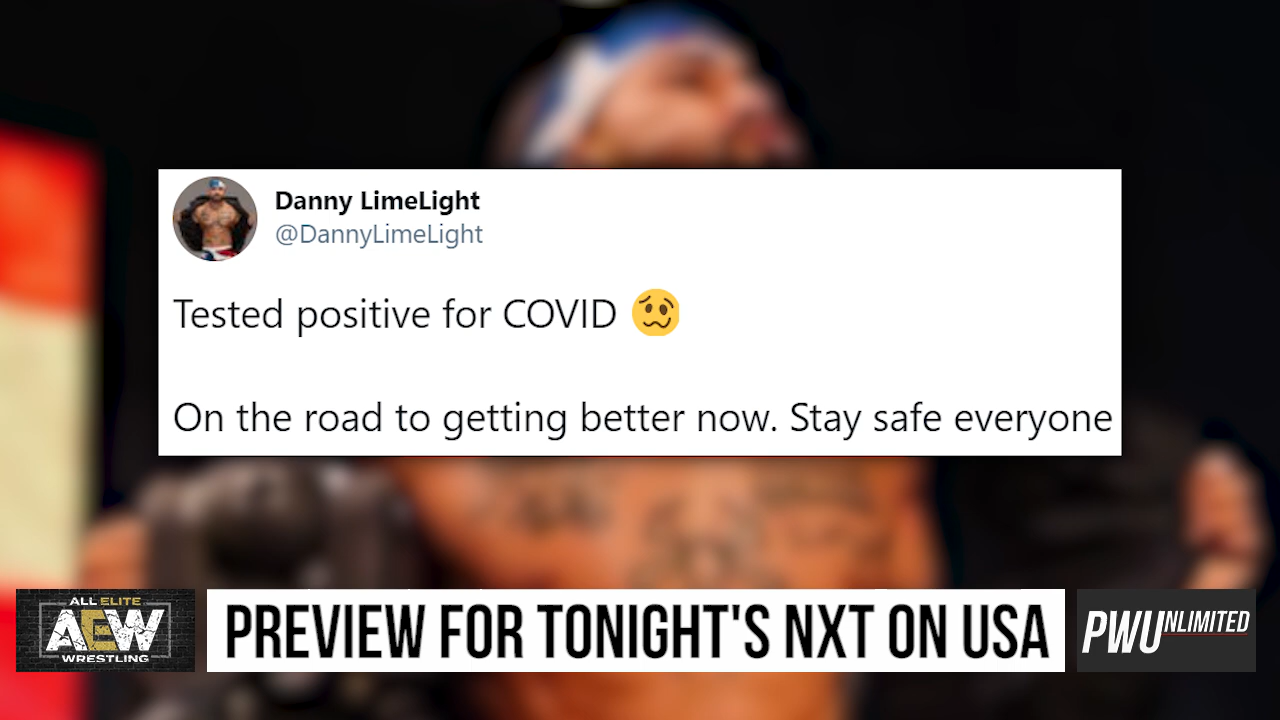 Danny LimeLight
@DannyLimeLight
Tested positive for COVID 🥴
On the road to getting better now. Stay safe everyone
ALL ELITE
AEW
WRESTLING
PREVIEW FOR TONIGHT'S NXT ON USA
PWUNLIMITED